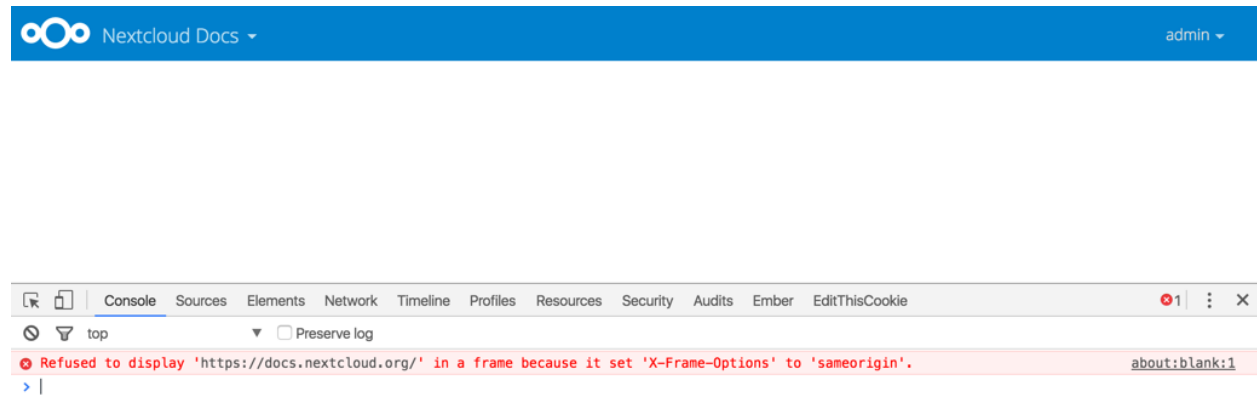 Nextcloud Docs admin
Console Sources Elements Network Timeline Profiles Resources Security Audits Ember EditThisCookie 1
top Preserve log
Refused to display 'https://docs.nextcloud.org/' in a frame because it set 'X-Frame-Options' to 'sameorigin'. about:blank:1
>